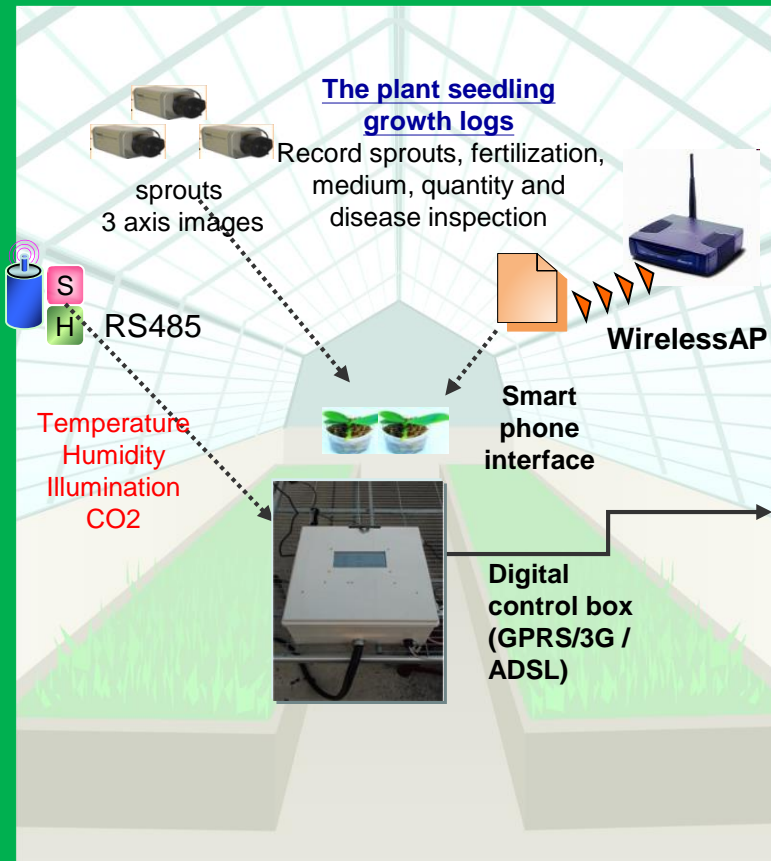 The plant seedling
growth logs
Record sprouts, fertilization,
medium, quantity and
disease inspection
sprouts
3 axis images
S
H
RS485
WirelessAP
Smart
phone
interface
Temperature
Humidity
Illumination
CO2
Digital
control box
(GPRS/3G /
ADSL)